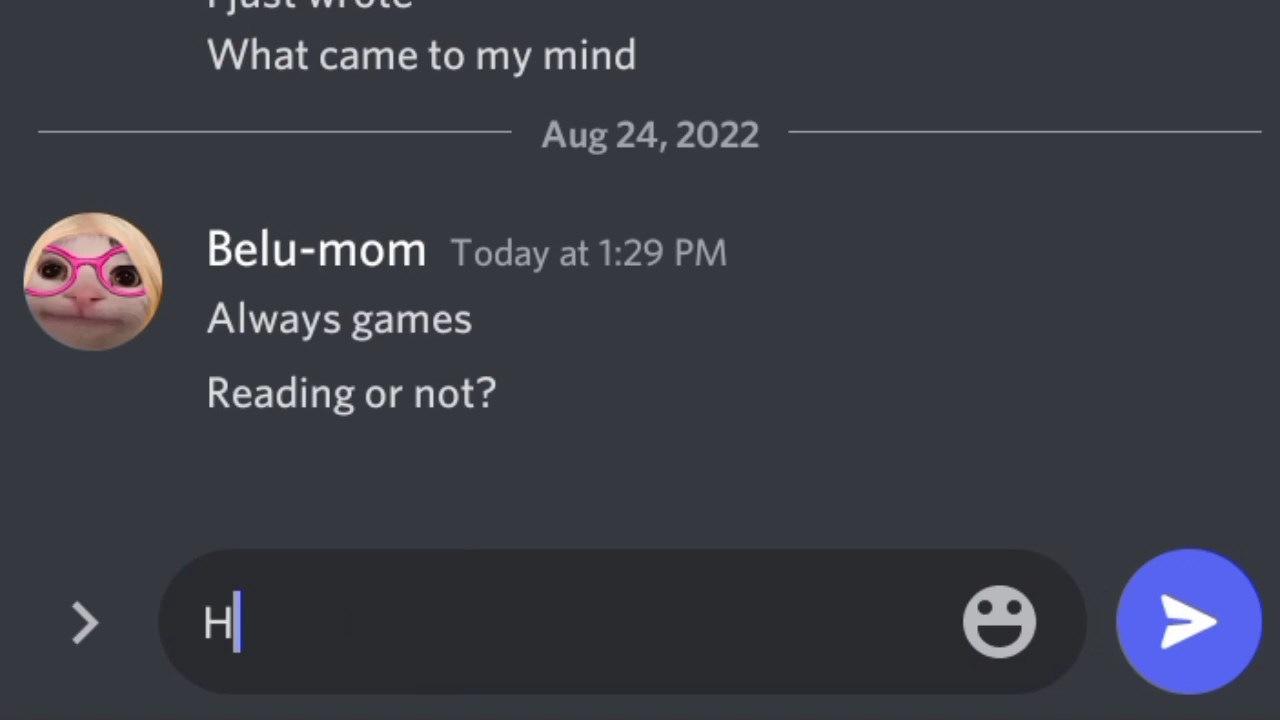 I just wrote
What came to my mind
Aug 24, 2022
Belu-mom Today at 1:29 PM
Always games
Reading or not?
H